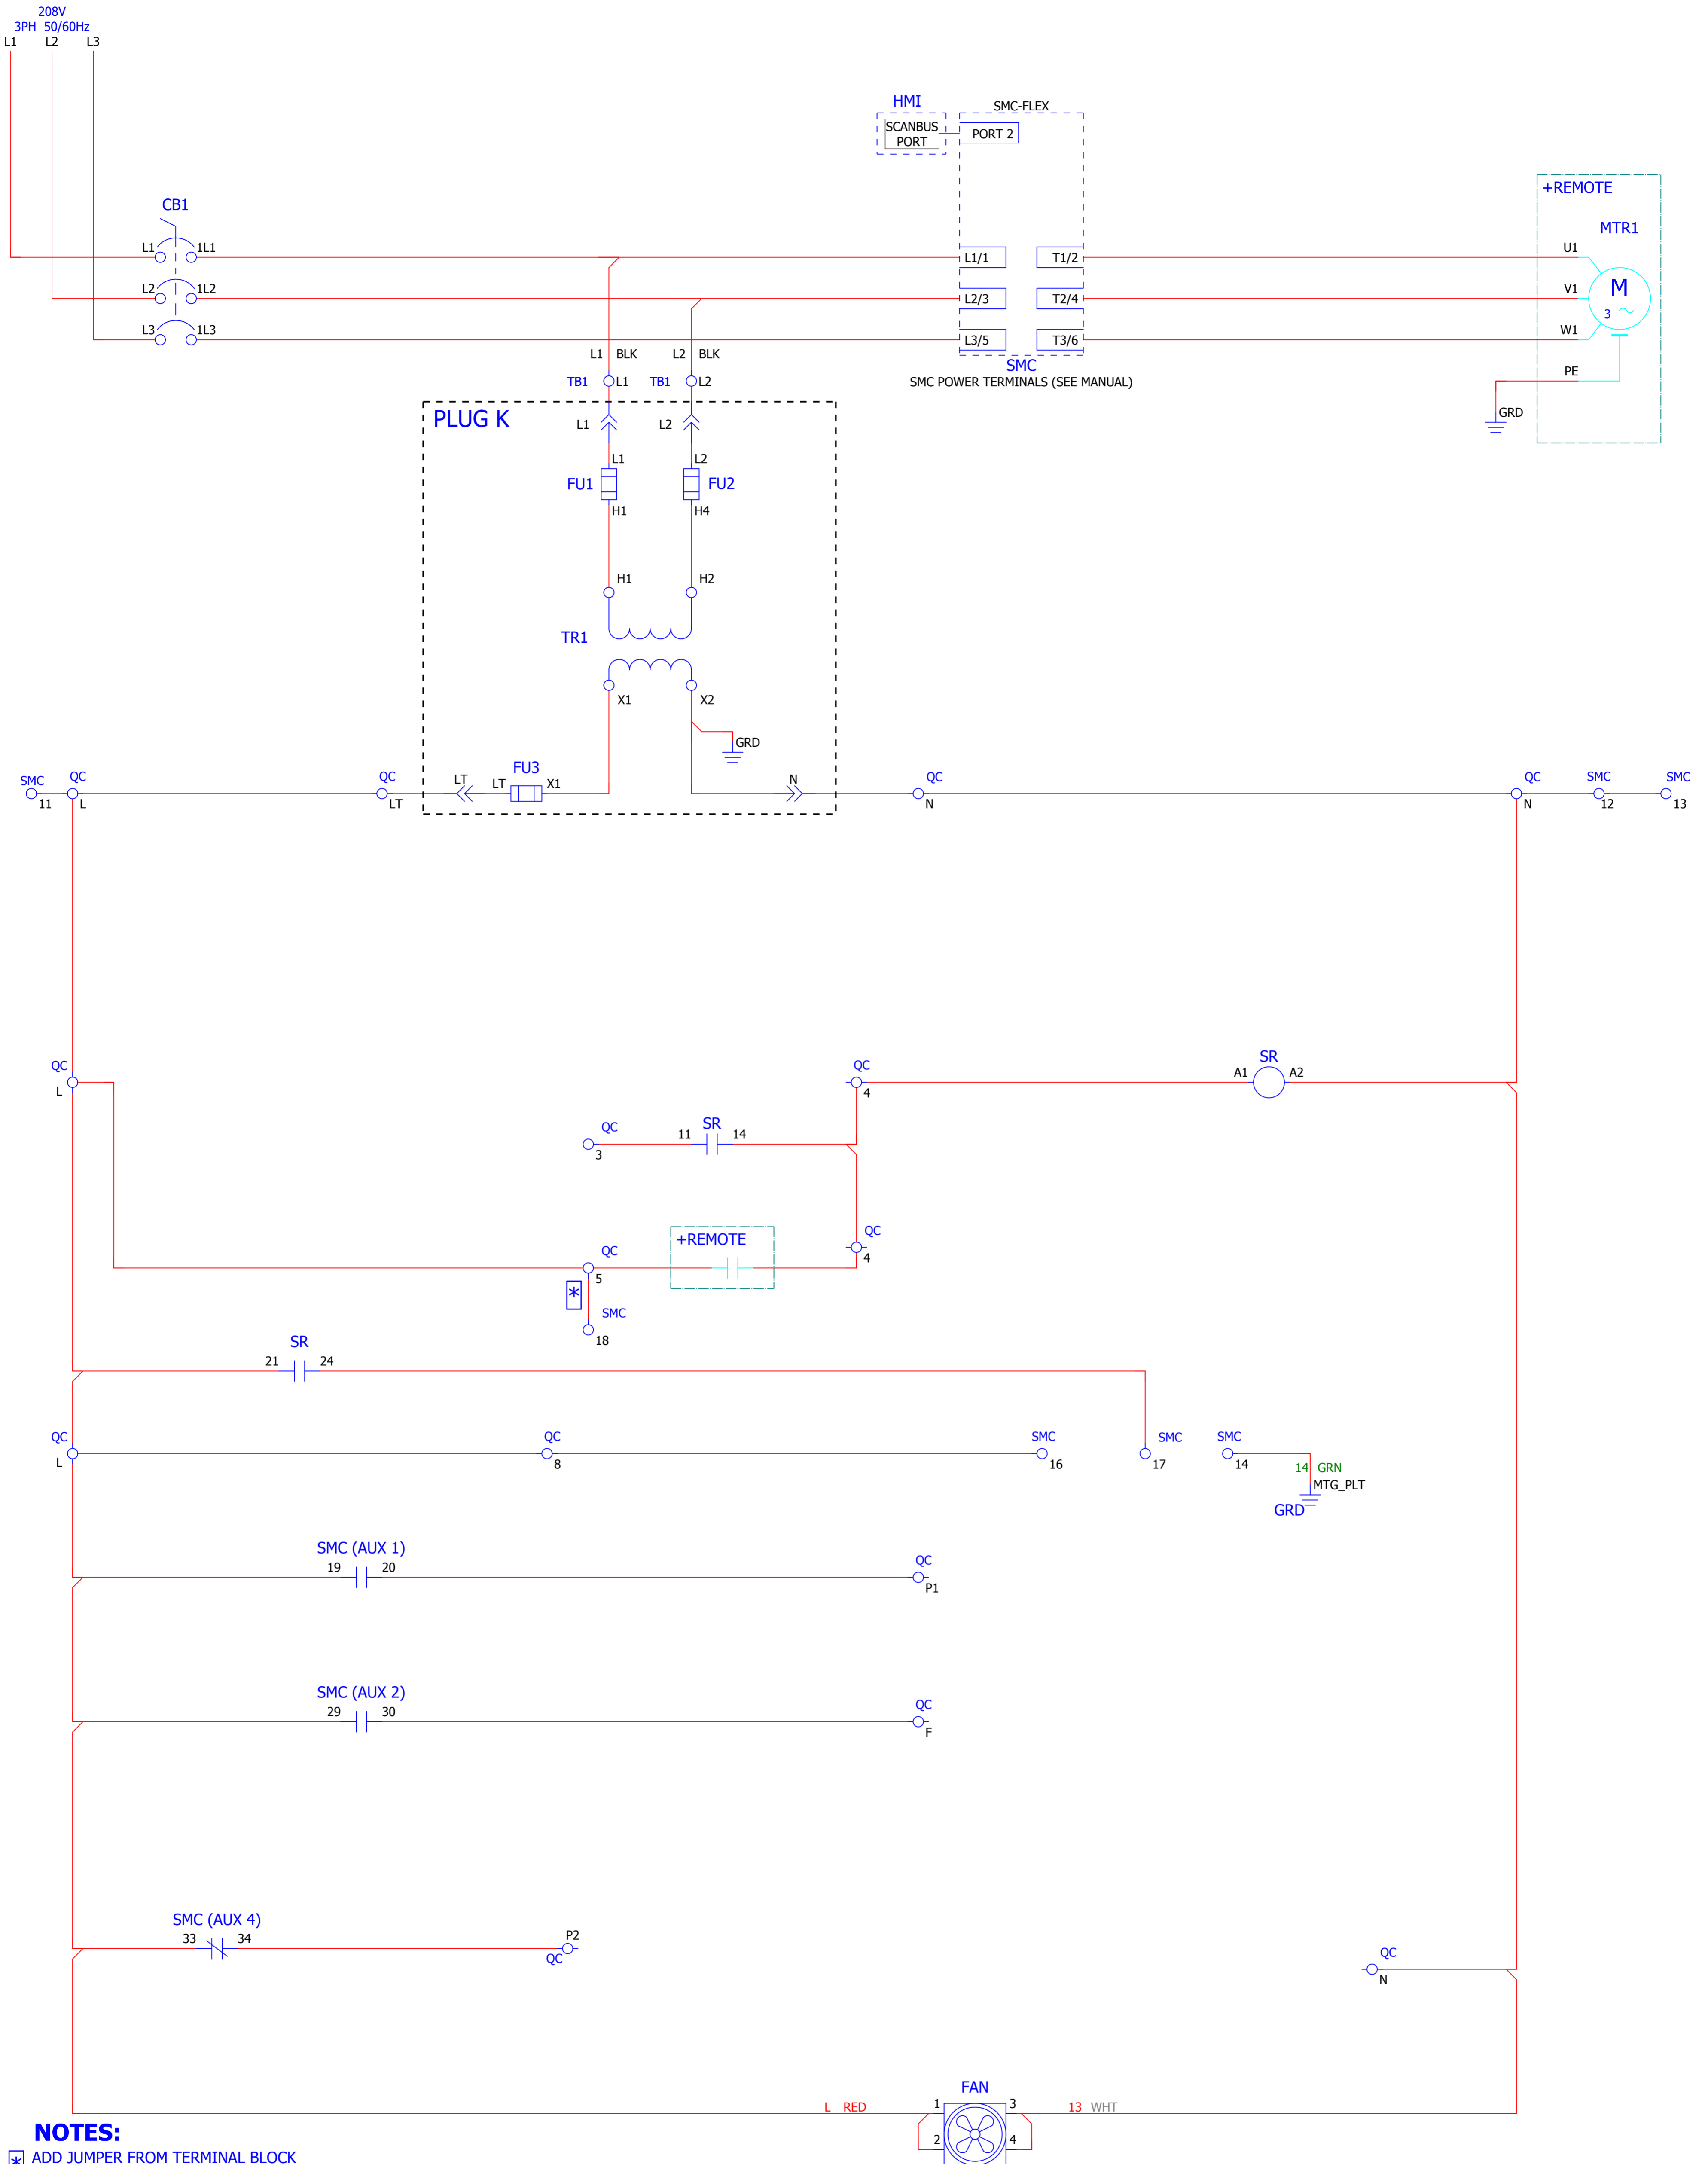 208V
3PH 50/60Hz
L1 L2 L3
HMI
SCANBUS
PORT
SMC-FLEX
PORT 2
+REMOTE
MTR1
CB1
L1 1L1
L1/1 T1/2
U1
L2 1L2
L2/3 T2/4
V1
M
3
L3 1L3
L3/5 T3/6
W1
SMC
SMC POWER TERMINALS (SEE MANUAL)
PE
GRD
L1 BLK L2 BLK
TB1 L1 TB1 L2
PLUG K
L1 L2
L1 L2
FU1 FU2
H1 H4
H1 H2
TR1
X1 X2
GRD
SMC QC QC
11 L LT
LT LT FU3 X1
N
QC
N
QC SMC SMC
N 12 13
QC
L
QC
4
SR
A1 A2
QC
3
SR
11 14
QC
4
+REMOTE
QC
5
*
SMC
18
SR
21 24
QC
L
QC
8
SMC
16
SMC
17
SMC
14
14 GRN
MTG_PLT
GRD
SMC (AUX 1)
19 20
QC
P1
SMC (AUX 2)
29 30
QC
F
SMC (AUX 4)
33 34
P2
QC
QC
N
FAN
L RED 1 3 13 WHT
2 4
NOTES:
* ADD JUMPER FROM TERMINAL BLOCK